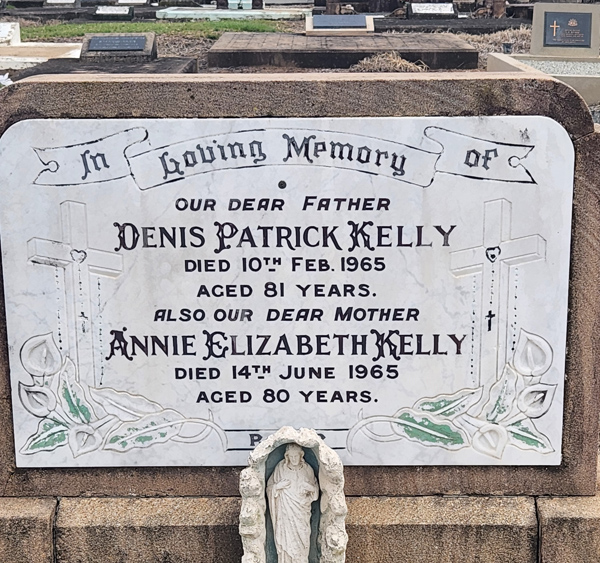 In Loving Memory of
OUR DEAR FATHER
DENIS PATRICK KELLY
DIED 10TH FEB. 1965
AGED 81 YEARS.
ALSO OUR DEAR MOTHER
ANNIE ELIZABETH KELLY
DIED 14TH JUNE 1965
AGED 80 YEARS.